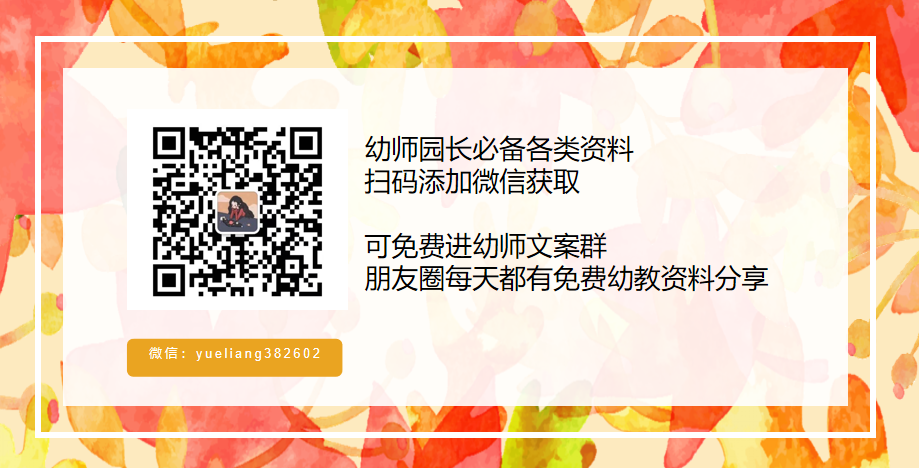 幼师园长必备各类资料
扫码添加微信获取
可免费进幼师文案群
朋友圈每天都有免费幼教资料分享
微信：yueliang382602